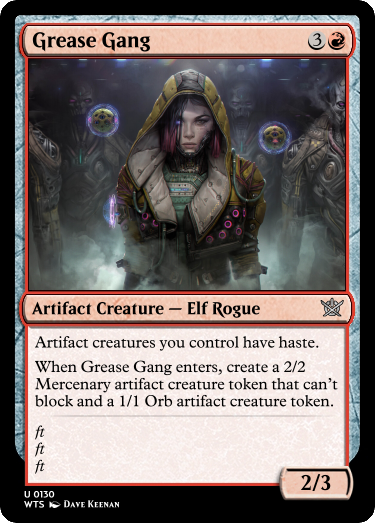 Grease Gang 3
Artifact Creature — Elf Rogue
Artifact creatures you control have haste.
When Grease Gang enters, create a 2/2
Mercenary artifact creature token that can't
block and a 1/1 Orb artifact creature token.
ft
ft
ft
2/3
U 0130
WTS Dave Keenan